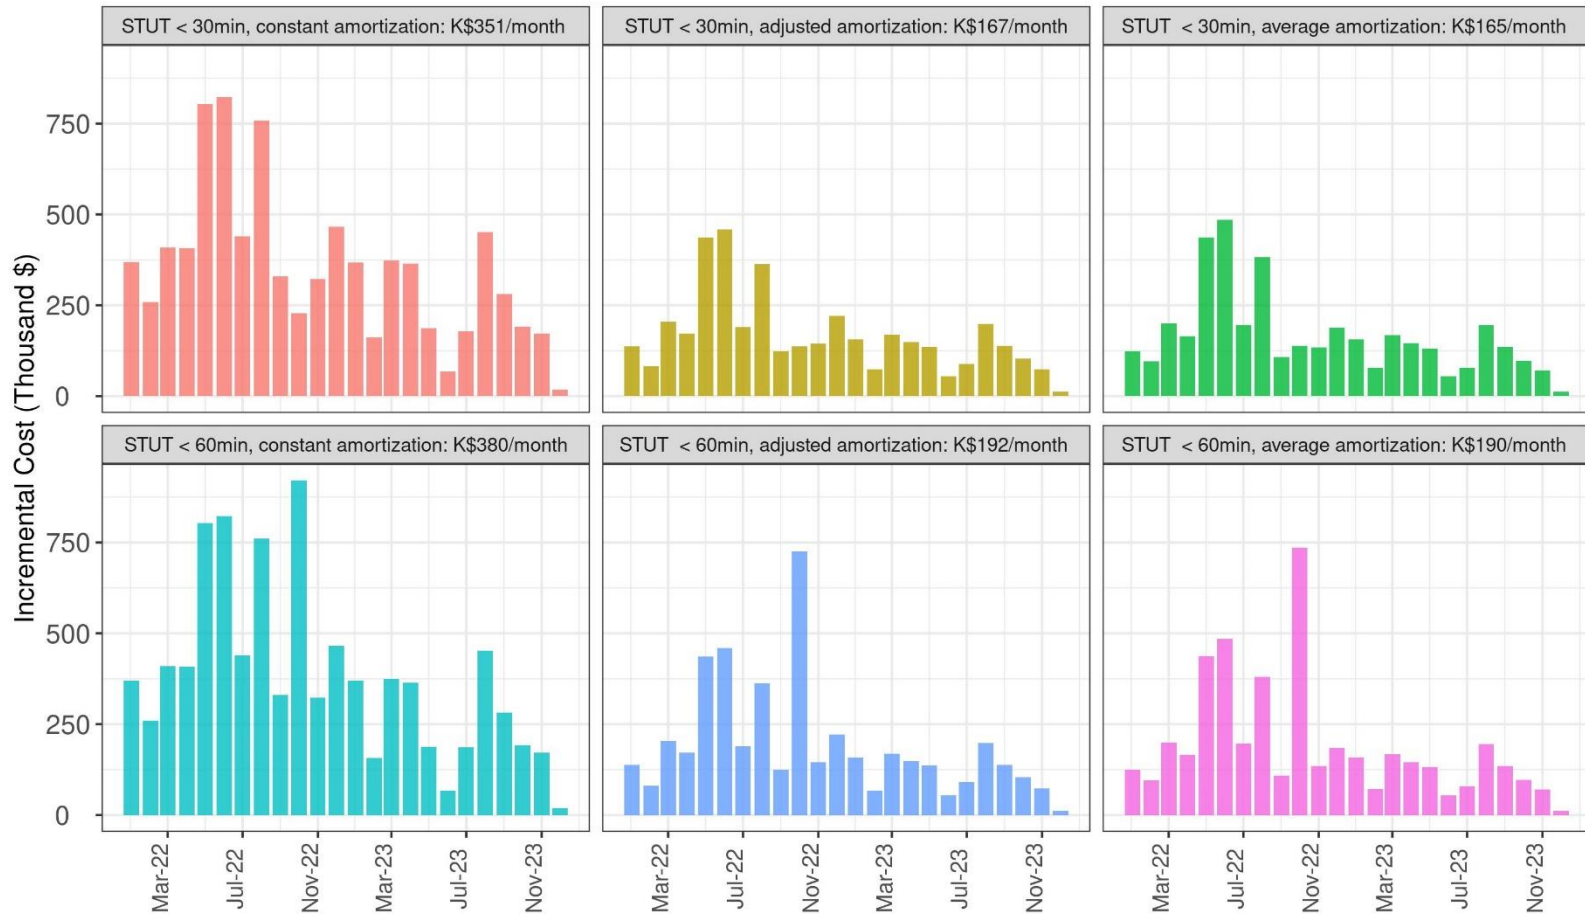 STUT < 30min, constant amortization: K$351/month
STUT < 30min, adjusted amortization: K$167/month
STUT < 30min, average amortization: K$165/month
Incremental Cost (Thousand $)
750
500
250
0
STUT < 60min, constant amortization: K$380/month
STUT < 60min, adjusted amortization: K$192/month
STUT < 60min, average amortization: K$190/month
750
500
250
0
Mar-22
Jul-22
Nov-22
Mar-23
Jul-23
Nov-23
Mar-22
Jul-22
Nov-22
Mar-23
Jul-23
Nov-23
Mar-22
Jul-22
Nov-22
Mar-23
Jul-23
Nov-23